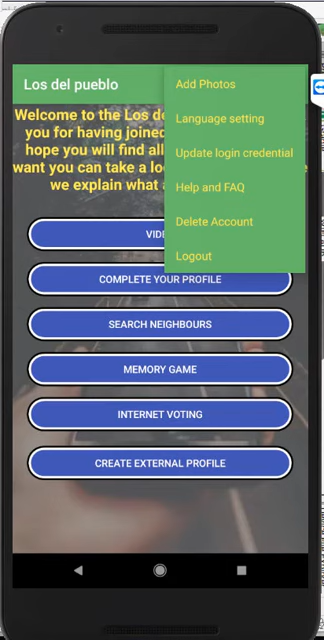 Los del pueblo
Add Photos
Language setting
Update login credential
Help and FAQ
Delete Account
Logout
Welcome to the Los d
you for having joined
hope you will find all
want you can take a lo
we explain what
VIDE
COMPLETE YOUR PROFILE
SEARCH NEIGHBOURS
MEMORY GAME
INTERNET VOTING
CREATE EXTERNAL PROFILE